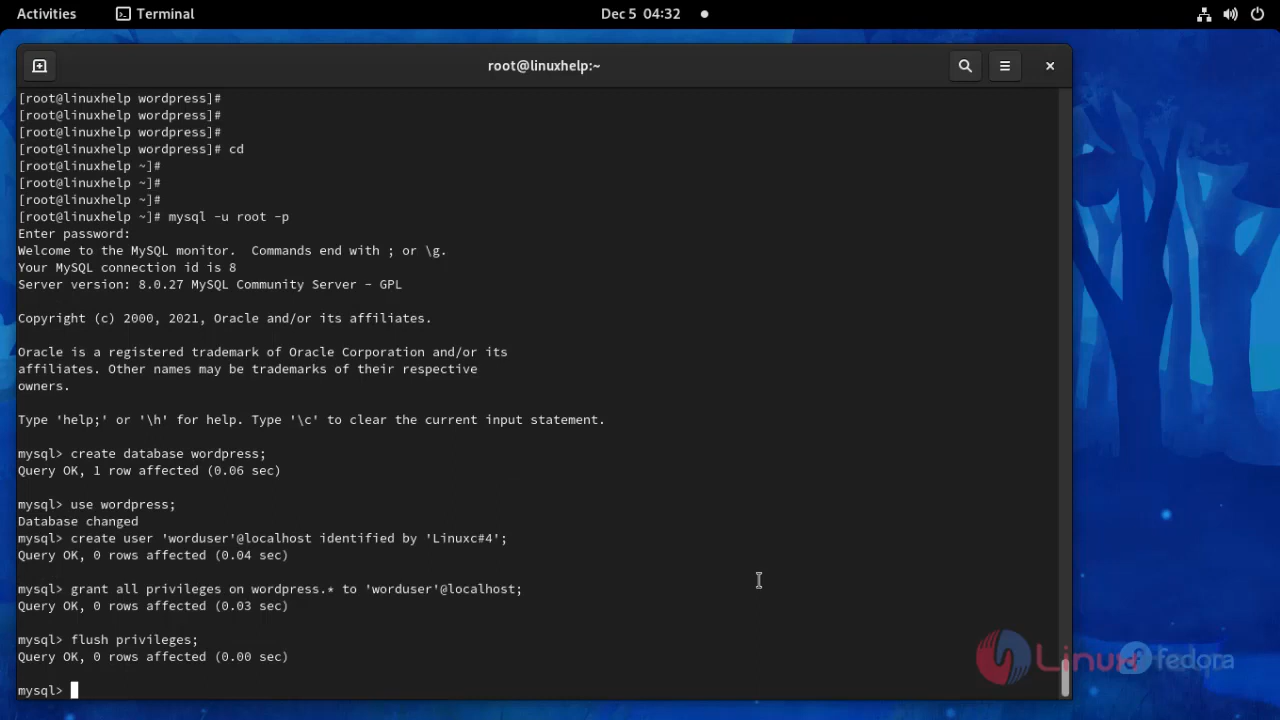 Activities Terminal Dec 5 04:32
root@linuxhelp:~
[root@linuxhelp wordpress]#
[root@linuxhelp wordpress]#
[root@linuxhelp wordpress]#
[root@linuxhelp wordpress]# cd
[root@linuxhelp ~]#
[root@linuxhelp ~]#
[root@linuxhelp ~]#
[root@linuxhelp ~]# mysql -u root -p
Enter password:
Welcome to the MySQL monitor.  Commands end with ; or \g.
Your MySQL connection id is 8
Server version: 8.0.27 MySQL Community Server - GPL
Copyright (c) 2000, 2021, Oracle and/or its affiliates.
Oracle is a registered trademark of Oracle Corporation and/or its
affiliates. Other names may be trademarks of their respective
owners.
Type 'help;' or '\h' for help. Type '\c' to clear the current input statement.
mysql> create database wordpress;
Query OK, 1 row affected (0.06 sec)
mysql> use wordpress;
Database changed
mysql> create user 'worduser'@localhost identified by 'Linuxc#4';
Query OK, 0 rows affected (0.04 sec)
mysql> grant all privileges on wordpress.* to 'worduser'@localhost;
Query OK, 0 rows affected (0.03 sec)
mysql> flush privileges;
Query OK, 0 rows affected (0.00 sec)
mysql>
fedora